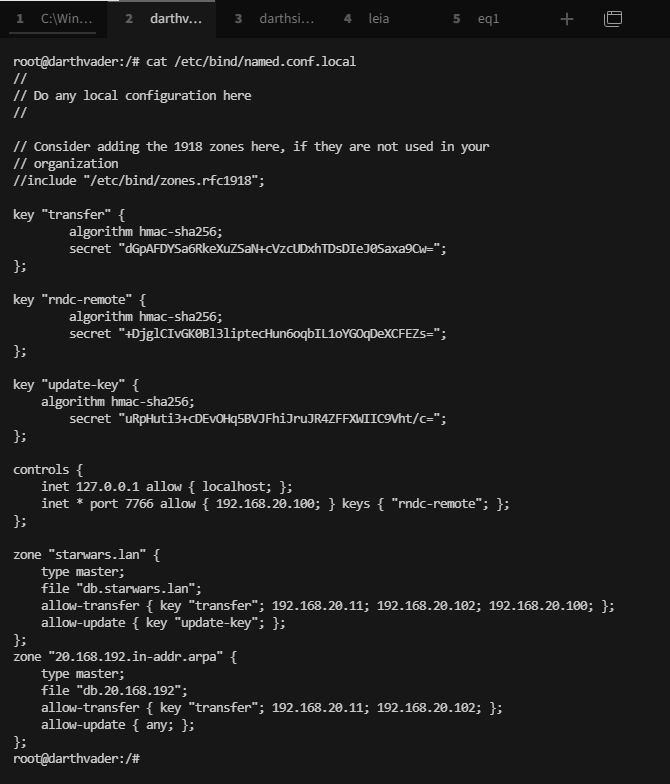 1 C:\Win... 2 darthv... 3 darthsi... 4 leia 5 eq1
root@darthvader:/# cat /etc/bind/named.conf.local
//
// Do any local configuration here
//
// Consider adding the 1918 zones here, if they are not used in your
// organization
//include "/etc/bind/zones.rfc1918";
key "transfer" {
algorithm hmac-sha256;
secret "dGpAFDYSa6RkeXuZSaN+cVzcUDxhTDsDIeJ0Saxa9Cw=";
};
key "rndc-remote" {
algorithm hmac-sha256;
secret "+DjglCIvGK0Bl3liptecHun6oqbIL1oYGOqDeXCFEZs=";
};
key "update-key" {
algorithm hmac-sha256;
secret "uRpHuti3+cDEvOHq5BVJFhiJruJR4ZFFXWIIC9Vht/c=";
};
controls {
inet 127.0.0.1 allow { localhost; };
inet * port 7766 allow { 192.168.20.100; } keys { "rndc-remote"; };
};
zone "starwars.lan" {
type master;
file "db.starwars.lan";
allow-transfer { key "transfer"; 192.168.20.11; 192.168.20.102; 192.168.20.100; };
allow-update { key "update-key"; };
};
zone "20.168.192.in-addr.arpa" {
type master;
file "db.20.168.192";
allow-transfer { key "transfer"; 192.168.20.11; 192.168.20.102; };
allow-update { any; };
};
root@darthvader:/#